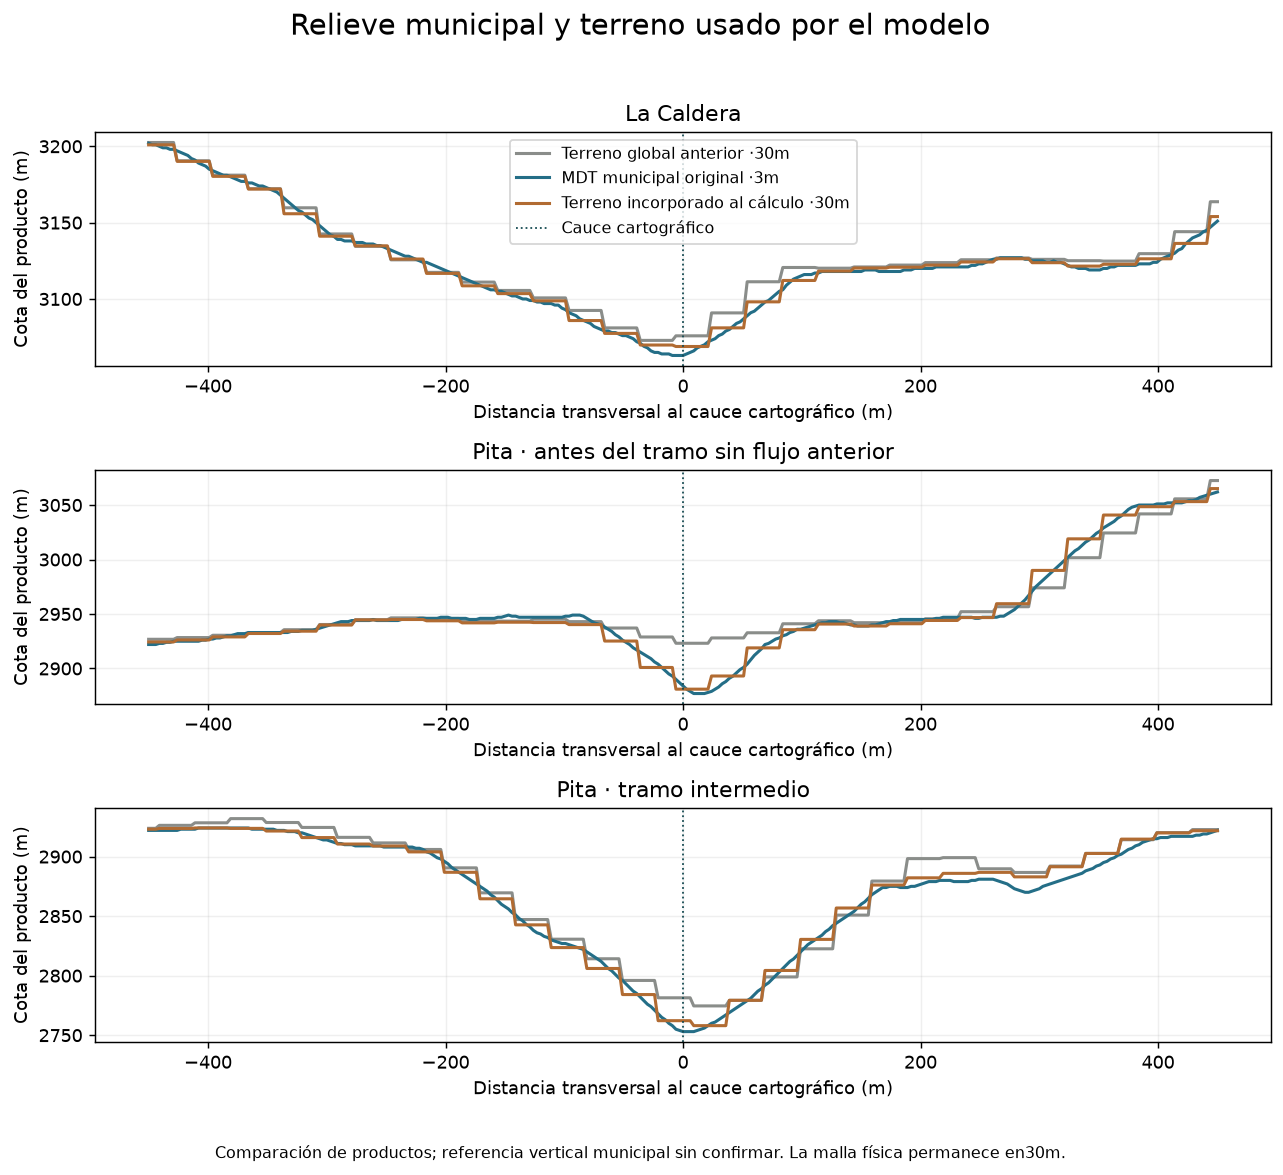 Relieve municipal y terreno usado por el modelo
La Caldera
Cota del producto (m)
3200
3150
3100
Terreno global anterior ·30m
MDT municipal original ·3m
Terreno incorporado al cálculo ·30m
Cauce cartográfico
−400
−200
0
200
400
Distancia transversal al cauce cartográfico (m)
Pita · antes del tramo sin flujo anterior
Cota del producto (m)
3050
3000
2950
2900
−400
−200
0
200
400
Distancia transversal al cauce cartográfico (m)
Pita · tramo intermedio
Cota del producto (m)
2900
2850
2800
2750
−400
−200
0
200
400
Distancia transversal al cauce cartográfico (m)
Comparación de productos; referencia vertical municipal sin confirmar. La malla física permanece en30m.